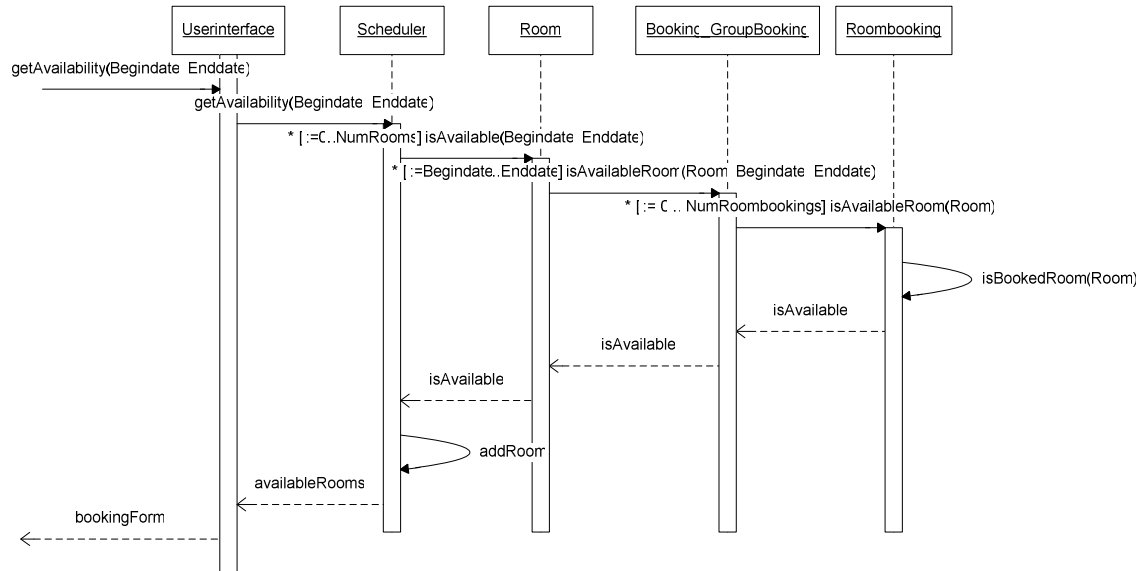 Userinterface
Scheduler
Room
Booking_GroupBooking
Roombooking
getAvailability(Begindate Enddate)
getAvailability(Begindate Enddate)
* [ :=0..NumRooms] isAvailable(Begindate Enddate)
* [ :=Begindate..Enddate] isAvailableRoom(Room Begindate Enddate)
* [ := 0 .. NumRoombookings] isAvailableRoom(Room)
isBookedRoom(Room)
isAvailable
isAvailable
isAvailable
addRoom
availableRooms
bookingForm